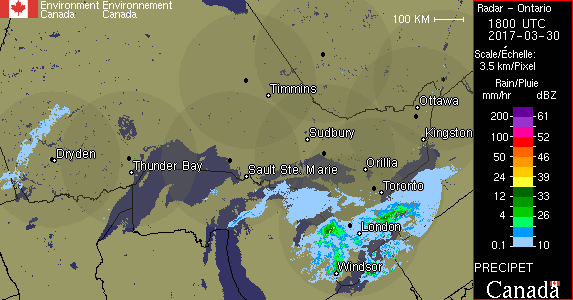 Environment Environnement
Canada Canada
100 KM
Timmins
Ottawa
Sudbury
Kingston
Dryden
Thunder Bay
Sault Ste. Marie
Orillia
Toronto
London
Windsor
Radar - Ontario
1800 UTC
2017-03-30
Scale/Échelle:
3.5 km/Pixel
Rain/Pluie
mm/hr dBZ
200 61
100 52
50 46
24 39
12 33
4 26
0.1 10
PRECIPET
Canada